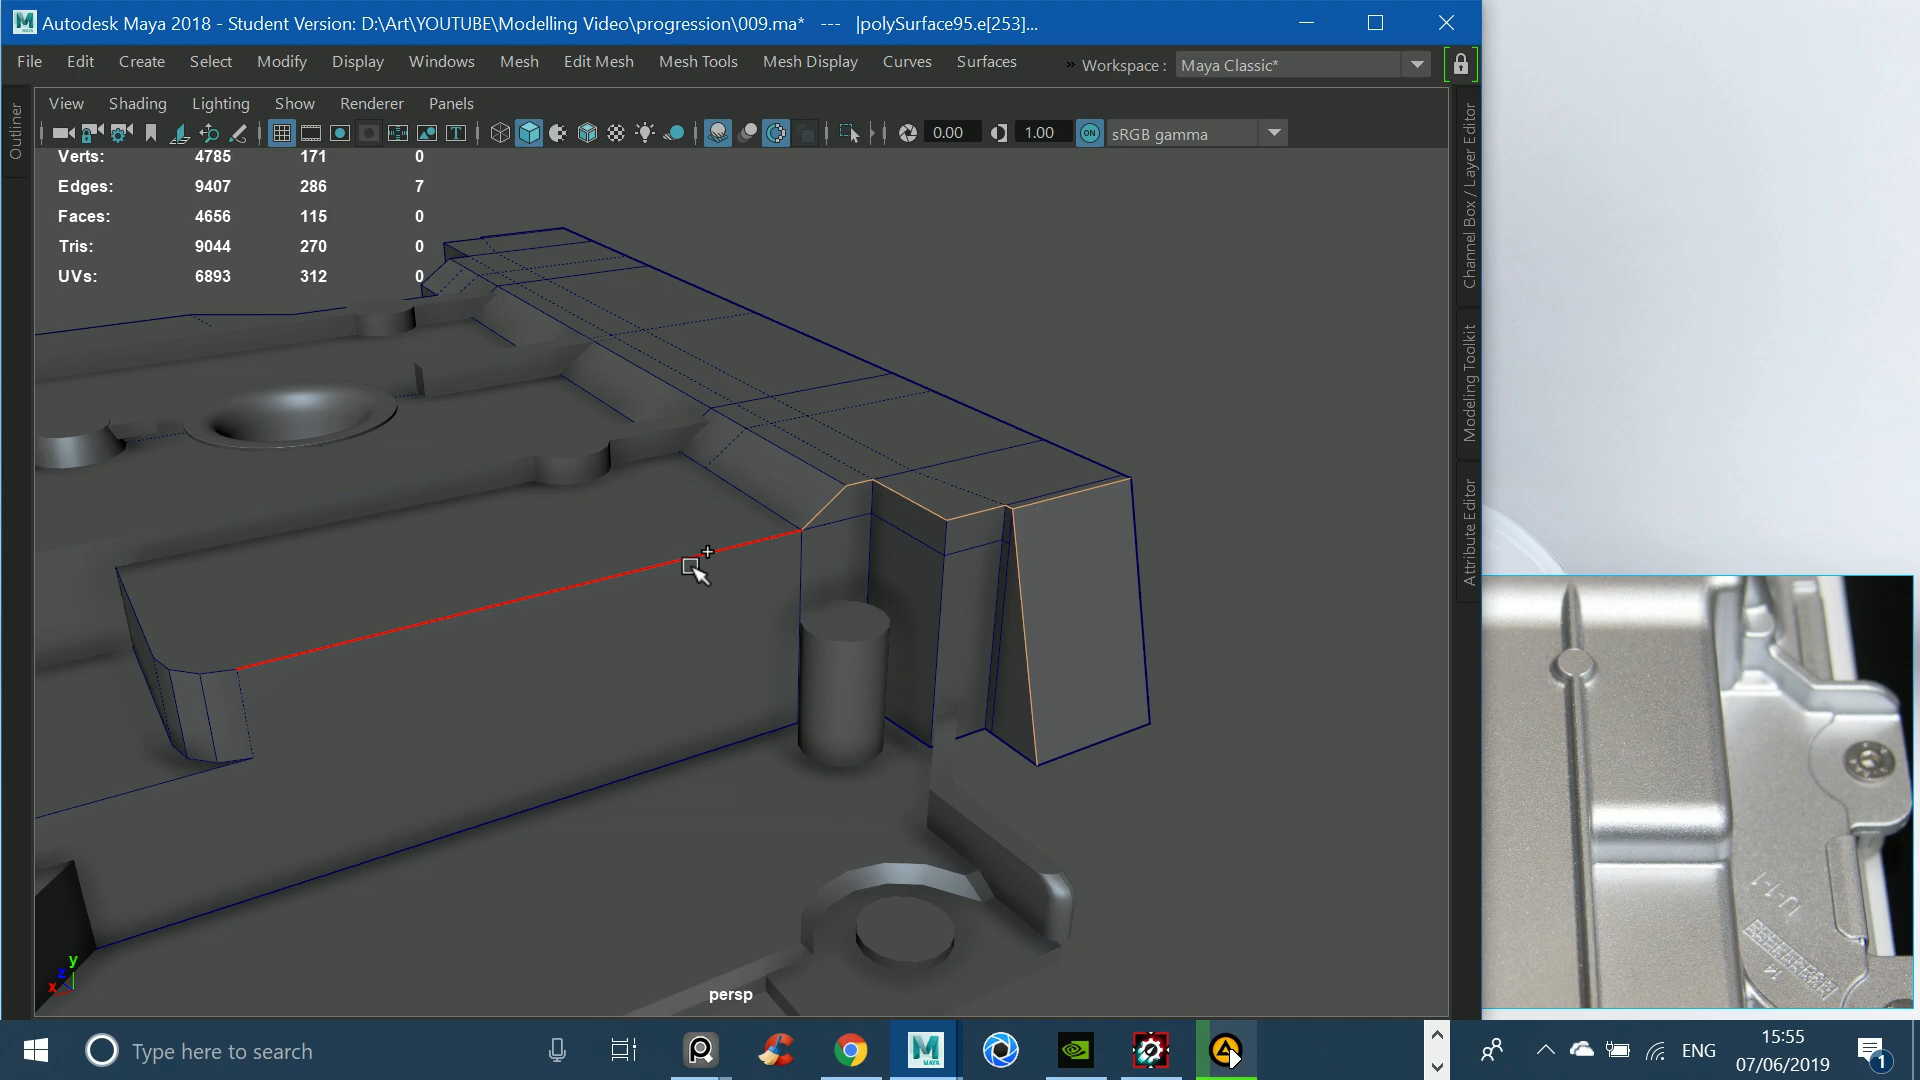 Autodesk Maya 2018 - Student Version: D:\Art\YOUTUBE\Modelling Video\progression\009.ma* --- |polySurface95.e[253]...
File Edit Create Select Modify Display Windows Mesh Edit Mesh Mesh Tools Mesh Display Curves Surfaces » Workspace : Maya Classic*
View Shading Lighting Show Renderer Panels
0.00 1.00 ON sRGB gamma
Outliner
Channel Box / Layer Editor
Modeling Toolkit
Attribute Editor
Verts: 4785 171 0
Edges: 9407 286 7
Faces: 4656 115 0
Tris: 9044 270 0
UVs: 6893 312 0
y
z
x
persp
Type here to search
MAYA
ENG
15:55
07/06/2019
1